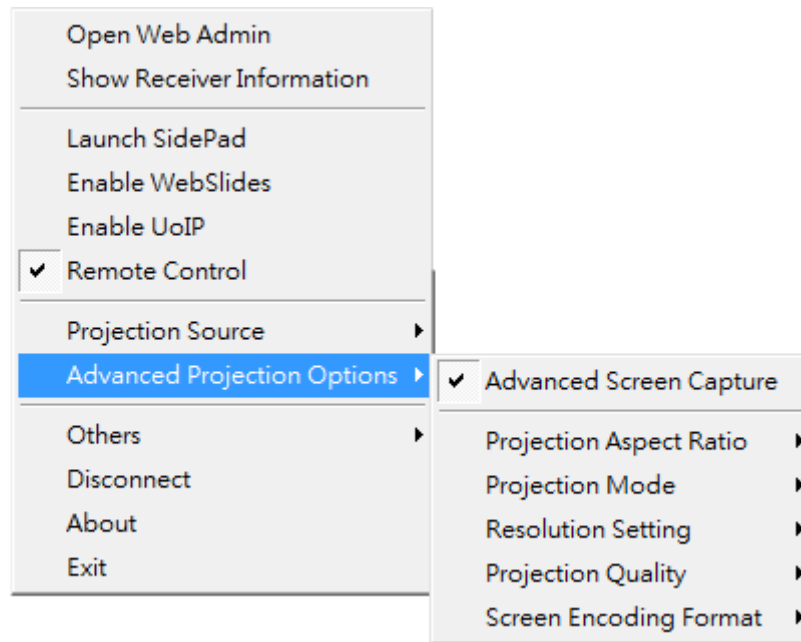 Open Web Admin
Show Receiver Information
Launch SidePad
Enable WebSlides
Enable UoIP
Remote Control
Projection Source
Advanced Projection Options
Others
Disconnect
About
Exit
Advanced Screen Capture
Projection Aspect Ratio
Projection Mode
Resolution Setting
Projection Quality
Screen Encoding Format